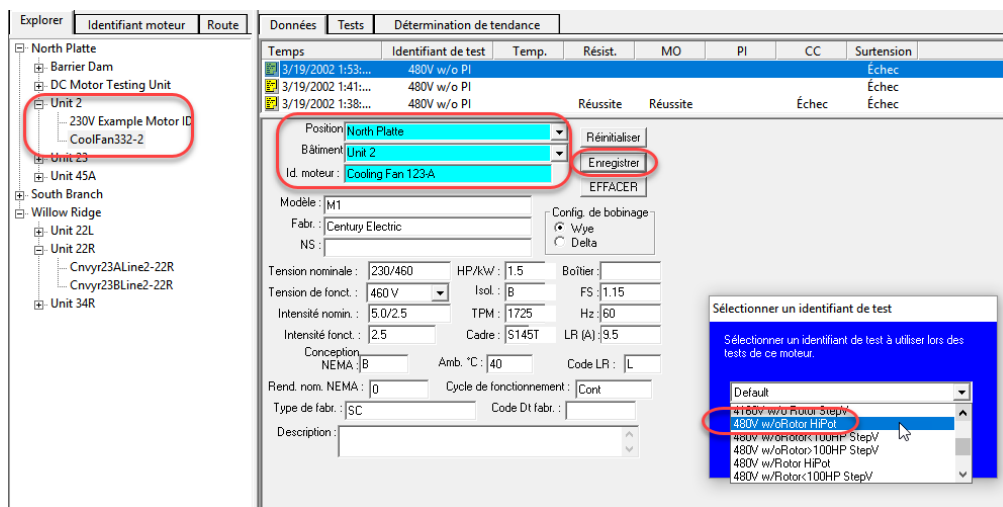 Explorer Identifiant moteur Route
North Platte
Barrier Dam
DC Motor Testing Unit
Unit 2
230V Example Motor ID
CoolFan332-2
Unit 23
Unit 45A
South Branch
Willow Ridge
Unit 22L
Unit 22R
Cnvyr23ALine2-22R
Cnvyr23BLine2-22R
Unit 34R
Données Tests Détermination de tendance
Temps Identifiant de test Temp. Résist. MO PI CC Surtension
3/19/2002 1:53:... 480V w/o PI Échec
3/19/2002 1:41:... 480V w/o PI Échec
3/19/2002 1:38:... 480V w/o PI Réussite Réussite Échec Échec
Position North Platte Réinitialiser
Bâtiment Unit 2 Enregistrer
Id. moteur : Cooling Fan 123-A
EFFACER
Modèle : M1
Fabr. : Century Electric
NS :
Config. de bobinage
Wye
Delta
Tension nominale : 230/460 HP/kW : 1.5 Boîtier :
Tension de fonct. : 460 V Isol. : B FS : 1.15
Intensité nomin. : 5.0/2.5 TPM : 1725 Hz : 60
Intensité fonct. : 2.5 Cadre : S145T LR (A) : 9.5
Conception
NEMA : B Amb. °C : 40 Code LR : L
Rend. nom. NEMA : 0 Cycle de fonctionnement : Cont
Type de fabr. : SC Code Dt fabr. :
Description :
Sélectionner un identifiant de test
Sélectionner un identifiant de test à utiliser lors des
tests de ce moteur.
Default
4160V w/o Rotor StepV
480V w/oRotor HiPot
480V w/oRotor<100HP StepV
480V w/oRotor>100HP StepV
480V w/Rotor HiPot
480V w/Rotor<100HP StepV